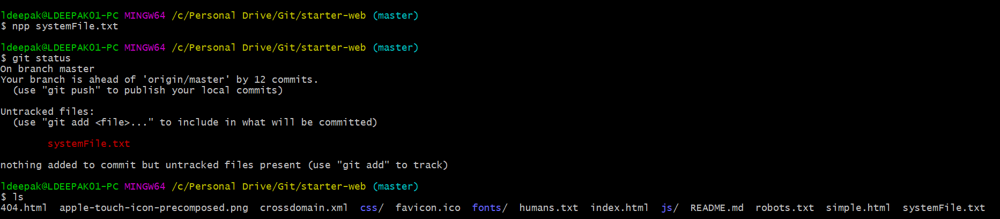 ldeepak@LDEEPAK01-PC MINGW64 /c/Personal Drive/Git/starter-web (master)
$ npp systemFile.txt
ldeepak@LDEEPAK01-PC MINGW64 /c/Personal Drive/Git/starter-web (master)
$ git status
On branch master
Your branch is ahead of 'origin/master' by 12 commits.
  (use "git push" to publish your local commits)
Untracked files:
  (use "git add <file>..." to include in what will be committed)
        systemFile.txt
nothing added to commit but untracked files present (use "git add" to track)
ldeepak@LDEEPAK01-PC MINGW64 /c/Personal Drive/Git/starter-web (master)
$ ls
404.html  apple-touch-icon-precomposed.png  crossdomain.xml  css/  favicon.ico  fonts/  humans.txt  index.html  js/  README.md  robots.txt  simple.html  systemFile.txt